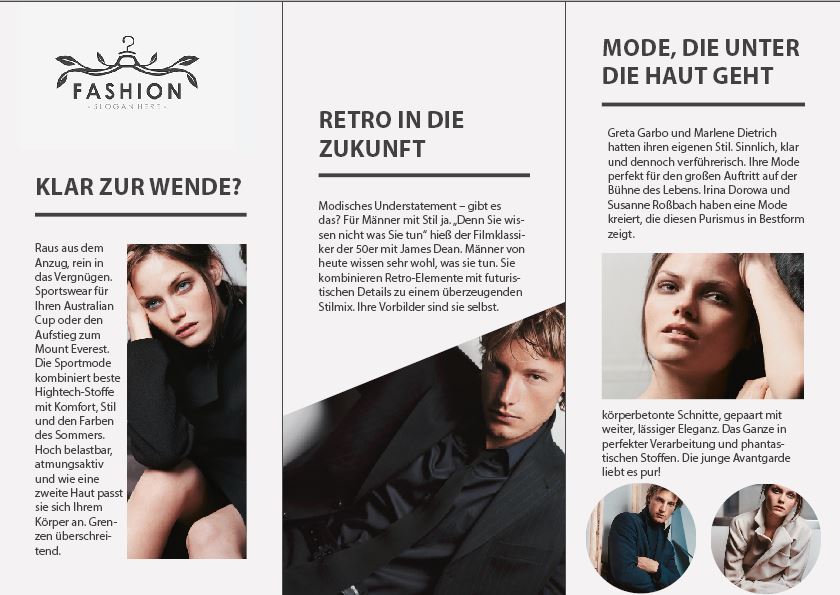 FASHION
- SLOGAN HERE -
KLAR ZUR WENDE?
Raus aus dem
Anzug, rein in
das Vergnügen.
Sportswear für
Ihren Australian
Cup oder den
Aufstieg zum
Mount Everest.
Die Sportmode
kombiniert beste
Hightech-Stoffe
mit Komfort, Stil
und den Farben
des Sommers.
Hoch belastbar,
atmungsaktiv
und wie eine
zweite Haut passt
sie sich Ihrem
Körper an. Gren-
zen überschrei-
tend.
RETRO IN DIE
ZUKUNFT
Modisches Understatement – gibt es
das? Für Männer mit Stil ja. „Denn Sie wis-
sen nicht was Sie tun“ hieß der Filmklassi-
ker der 50er mit James Dean. Männer von
heute wissen sehr wohl, was sie tun. Sie
kombinieren Retro-Elemente mit futuris-
tischen Details zu einem überzeugenden
Stilmix. Ihre Vorbilder sind sie selbst.
MODE, DIE UNTER
DIE HAUT GEHT
Greta Garbo und Marlene Dietrich
hatten ihren eigenen Stil. Sinnlich, klar
und dennoch verführerisch. Ihre Mode
perfekt für den großen Auftritt auf der
Bühne des Lebens. Irina Dorowa und
Susanne Roßbach haben eine Mode
kreiert, die diesen Purismus in Bestform
zeigt.
körperbetonte Schnitte, gepaart mit
weiter, lässiger Eleganz. Das Ganze in
perfekter Verarbeitung und phantas-
tischen Stoffen. Die junge Avantgarde
liebt es pur!